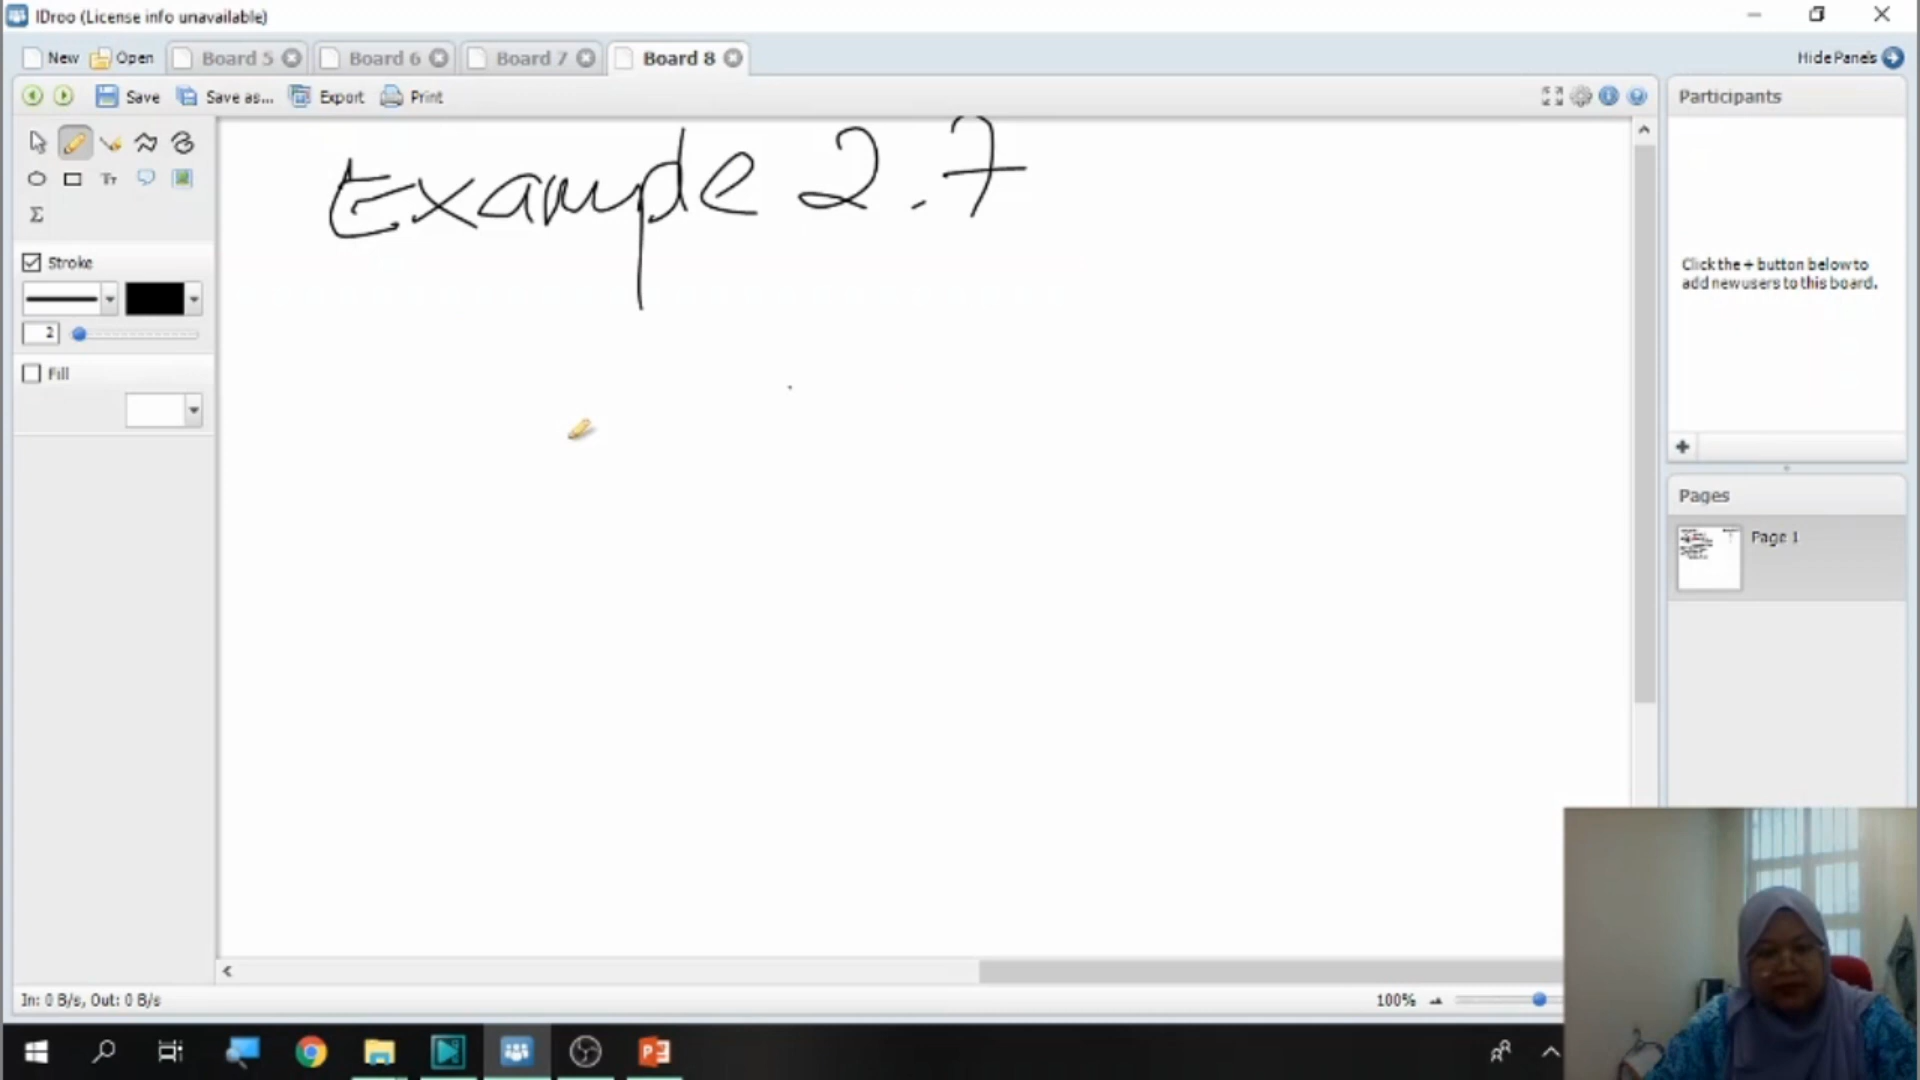 IDroo (License info unavailable)
New Open Board 5 Board 6 Board 7 Board 8 Hide Panels
Save Save as... Export Print Participants
Example 2.7
Tт
Σ
Stroke
2
Fill
Click the + button below to
add new users to this board.
Pages
Page 1
In: 0 B/s, Out: 0 B/s 100%